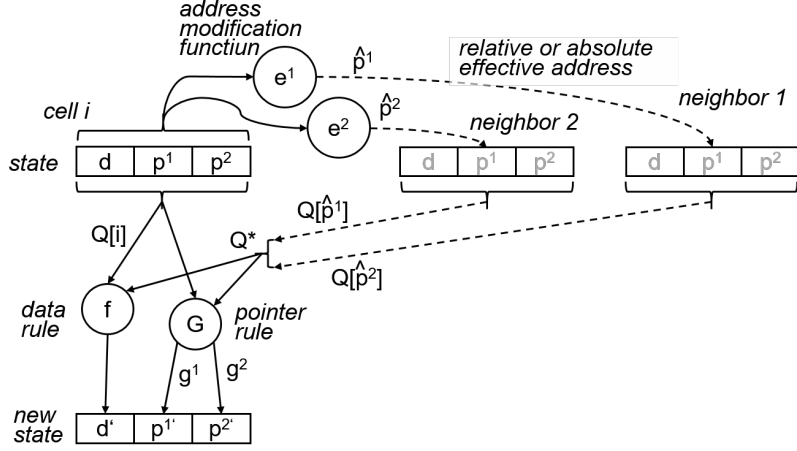 address
modification
functiun
e¹
p̂¹
relative or absolute
effective address
neighbor 1
cell i
e²
p̂²
neighbor 2
state
d p¹ p²
d p¹ p²
d p¹ p²
Q[i]
Q*
Q[p̂¹]
Q[p̂²]
data
rule
f
G
pointer
rule
g¹
g²
new
state
d‘ p¹‘ p²‘